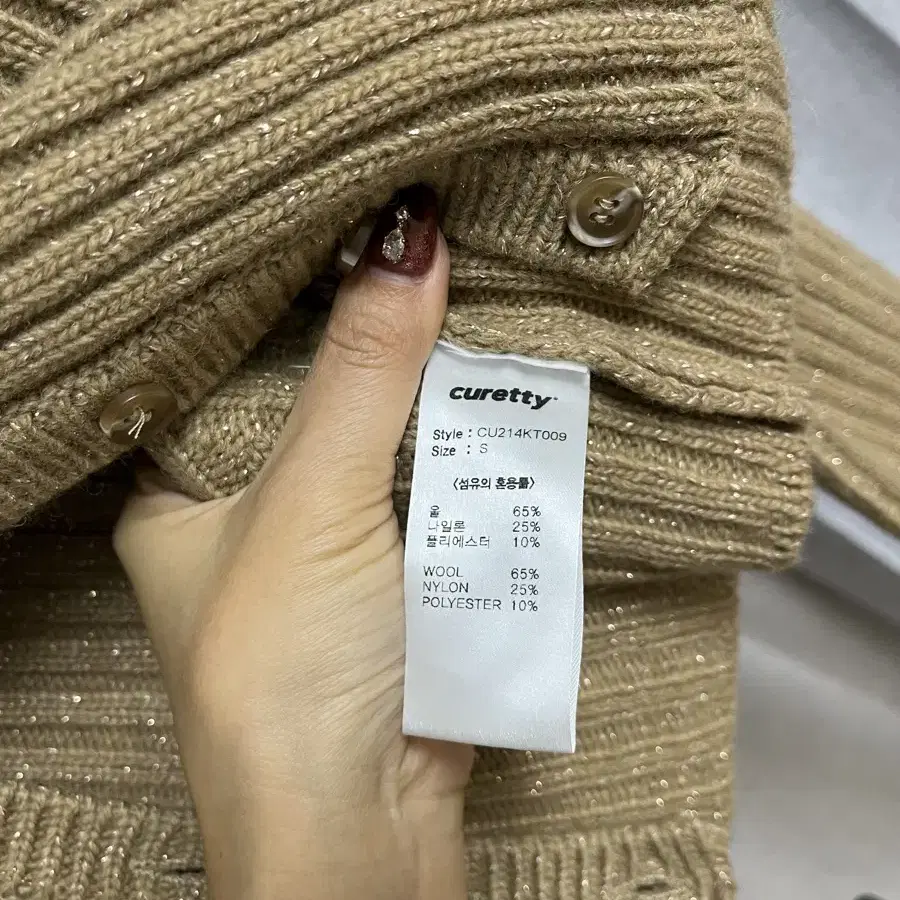 curetty
Style : CU214KT009
Size : S
〈섬유의 혼용률〉
울 65%
나일론 25%
폴리에스터 10%
WOOL 65%
NYLON 25%
POLYESTER 10%